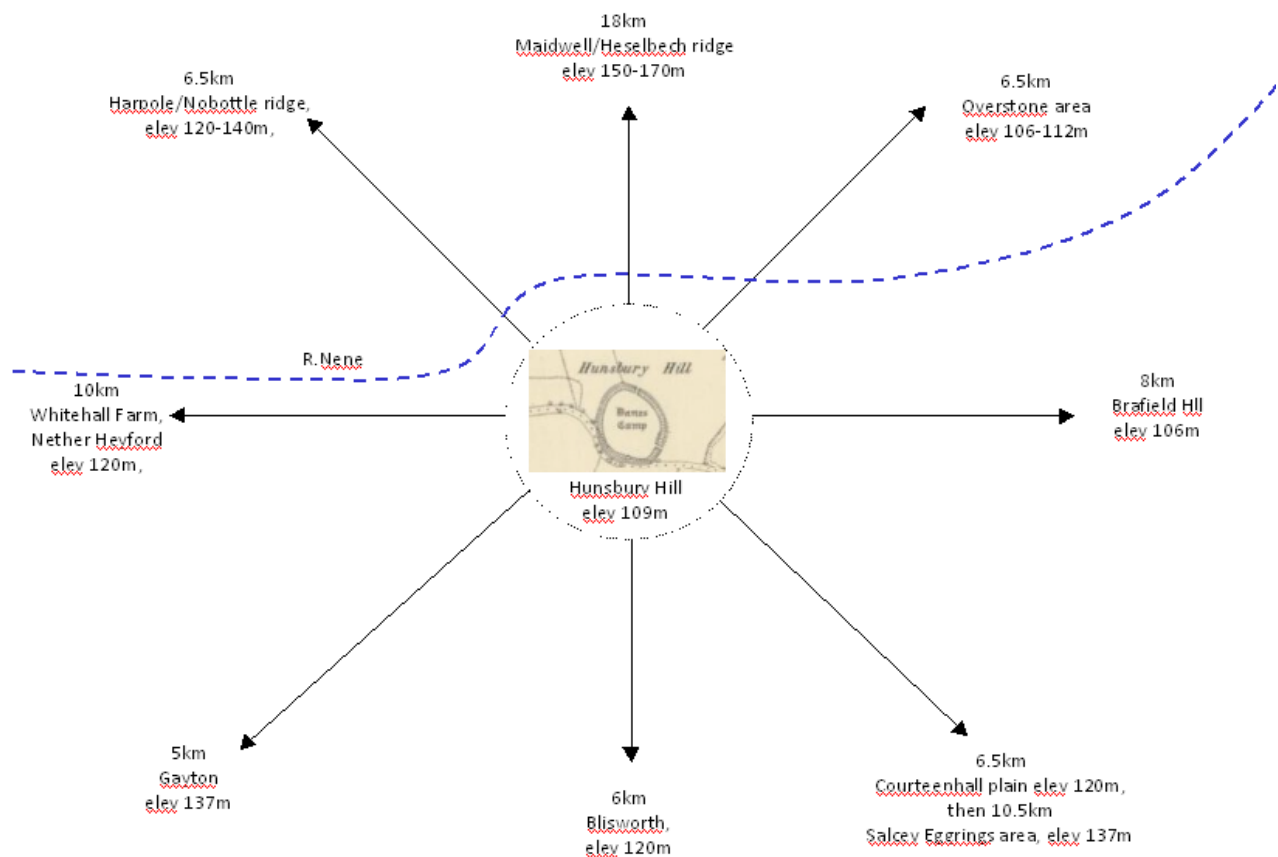 18km
Maidwell/Heselbech ridge
elev 150-170m
6.5km
Harpole/Nobottle ridge,
elev 120-140m,
6.5km
Overstone area
elev 106-112m
R.Nene
10km
Whitehall Farm,
Nether Heyford
elev 120m,
Hunsbury Hill
Danes
Camp
Hunsbury Hill
elev 109m
8km
Brafield Hll
elev 106m
5km
Gayton
elev 137m
6km
Blisworth,
elev 120m
6.5km
Courteenhall plain elev 120m,
then 10.5km
Salcey Eggrings area, elev 137m